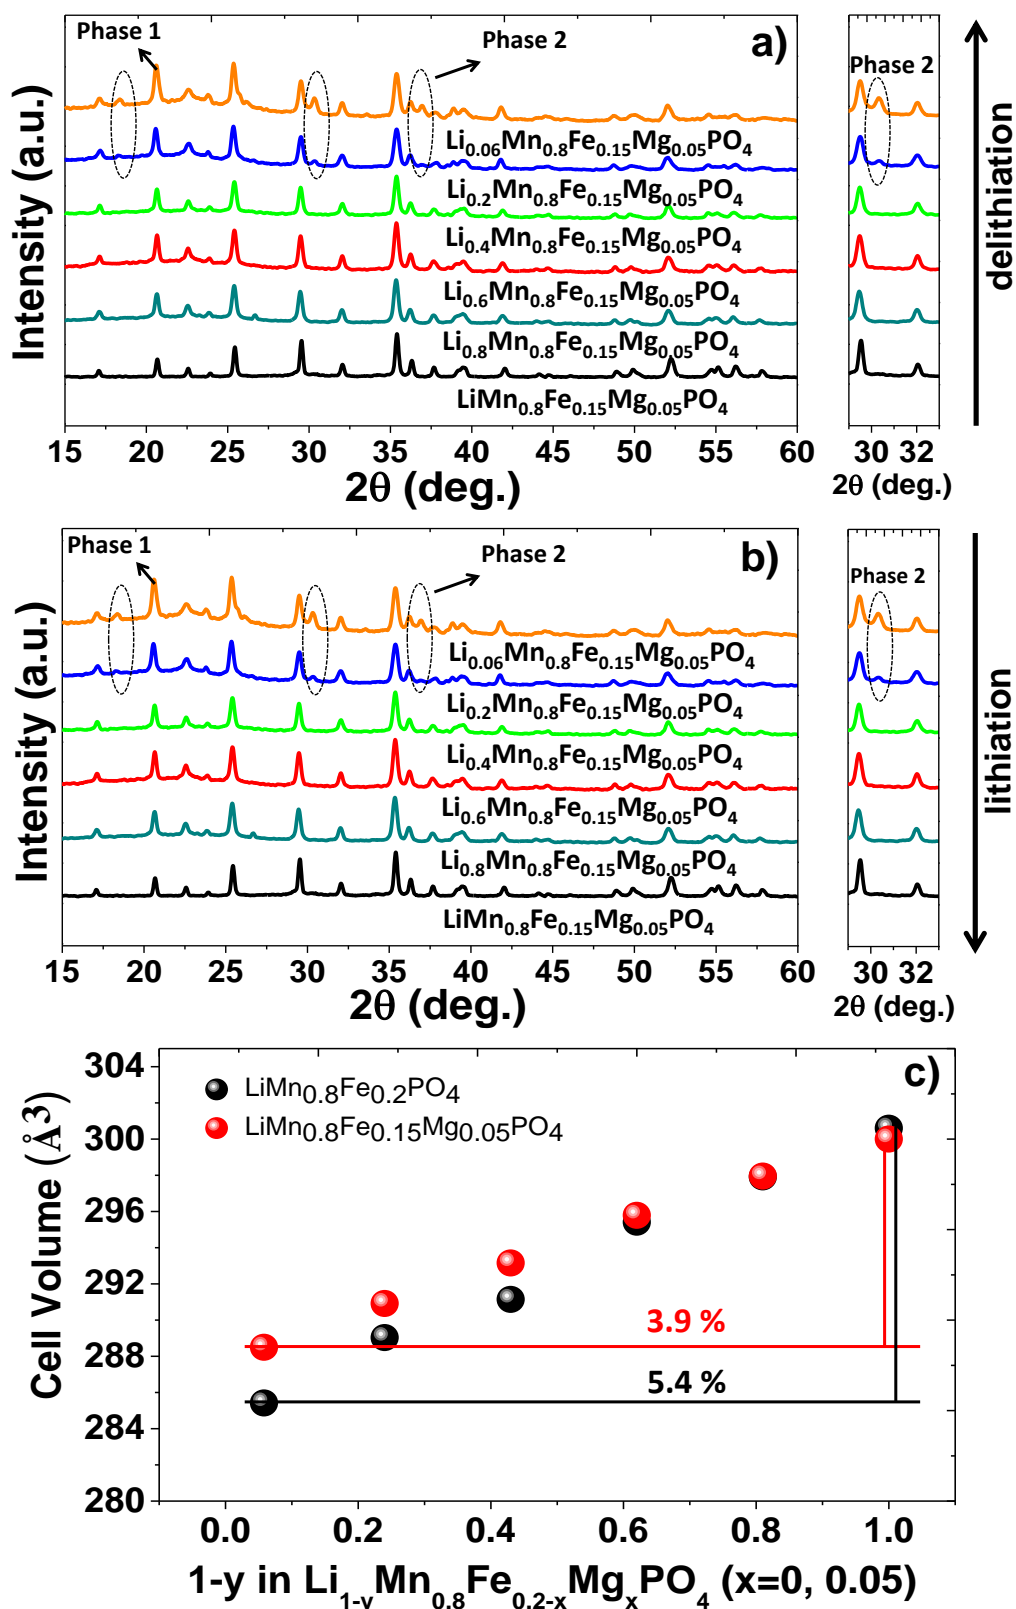 Phase 1
Phase 2
a)
Phase 2
Intensity (a.u.)
delithiation
Li0.06Mn0.8Fe0.15Mg0.05PO4
Li0.2Mn0.8Fe0.15Mg0.05PO4
Li0.4Mn0.8Fe0.15Mg0.05PO4
Li0.6Mn0.8Fe0.15Mg0.05PO4
Li0.8Mn0.8Fe0.15Mg0.05PO4
LiMn0.8Fe0.15Mg0.05PO4
15 20 25 30 35 40 45 50 55 60
30 32
2θ (deg.)
2θ (deg.)
Phase 1
Phase 2
b)
Phase 2
Intensity (a.u.)
lithiation
Li0.06Mn0.8Fe0.15Mg0.05PO4
Li0.2Mn0.8Fe0.15Mg0.05PO4
Li0.4Mn0.8Fe0.15Mg0.05PO4
Li0.6Mn0.8Fe0.15Mg0.05PO4
Li0.8Mn0.8Fe0.15Mg0.05PO4
LiMn0.8Fe0.15Mg0.05PO4
15 20 25 30 35 40 45 50 55 60
30 32
2θ (deg.)
2θ (deg.)
c)
LiMn0.8Fe0.2PO4
LiMn0.8Fe0.15Mg0.05PO4
Cell Volume (Å3)
304
300
296
292
288
284
280
3.9 %
5.4 %
0.0 0.2 0.4 0.6 0.8 1.0
1-y in Li1-yMn0.8Fe0.2-xMgxPO4 (x=0, 0.05)